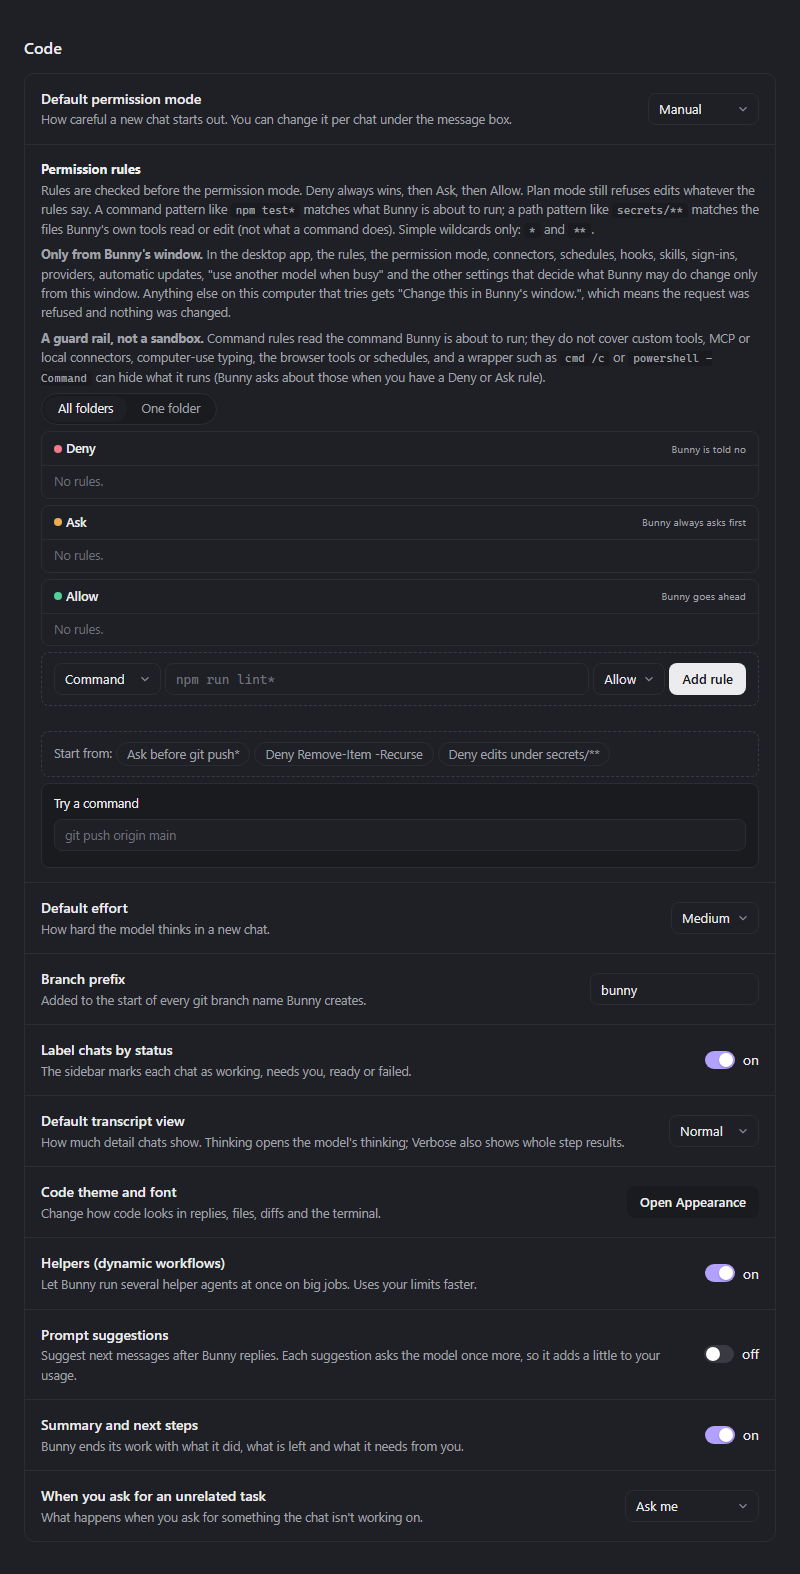 Code
Default permission mode
How careful a new chat starts out. You can change it per chat under the message box.
Manual
Permission rules
Rules are checked before the permission mode. Deny always wins, then Ask, then Allow. Plan mode still refuses edits whatever the
rules say. A command pattern like npm test* matches what Bunny is about to run; a path pattern like secrets/** matches the
files Bunny's own tools read or edit (not what a command does). Simple wildcards only: * and ** .
Only from Bunny's window. In the desktop app, the rules, the permission mode, connectors, schedules, hooks, skills, sign-ins,
providers, automatic updates, "use another model when busy" and the other settings that decide what Bunny may do change only
from this window. Anything else on this computer that tries gets "Change this in Bunny's window.", which means the request was
refused and nothing was changed.
A guard rail, not a sandbox. Command rules read the command Bunny is about to run; they do not cover custom tools, MCP or
local connectors, computer-use typing, the browser tools or schedules, and a wrapper such as cmd /c or powershell -
Command can hide what it runs (Bunny asks about those when you have a Deny or Ask rule).
All folders One folder
Deny Bunny is told no
No rules.
Ask Bunny always asks first
No rules.
Allow Bunny goes ahead
No rules.
Command npm run lint* Allow Add rule
Start from: Ask before git push* Deny Remove-Item -Recurse Deny edits under secrets/**
Try a command
git push origin main
Default effort
How hard the model thinks in a new chat.
Medium
Branch prefix
Added to the start of every git branch name Bunny creates.
bunny
Label chats by status
The sidebar marks each chat as working, needs you, ready or failed.
on
Default transcript view
How much detail chats show. Thinking opens the model's thinking; Verbose also shows whole step results.
Normal
Code theme and font
Change how code looks in replies, files, diffs and the terminal.
Open Appearance
Helpers (dynamic workflows)
Let Bunny run several helper agents at once on big jobs. Uses your limits faster.
on
Prompt suggestions
Suggest next messages after Bunny replies. Each suggestion asks the model once more, so it adds a little to your
usage.
off
Summary and next steps
Bunny ends its work with what it did, what is left and what it needs from you.
on
When you ask for an unrelated task
What happens when you ask for something the chat isn't working on.
Ask me